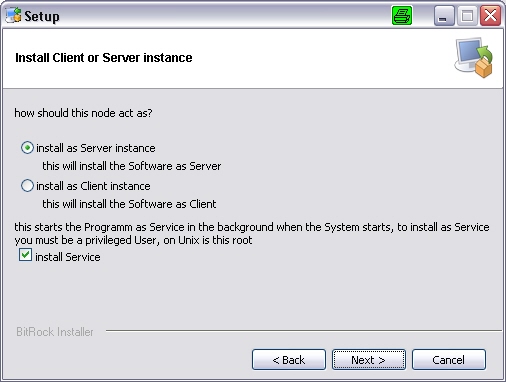 Setup
Install Client or Server instance
how should this node act as?
install as Server instance
this will install the Software as Server
install as Client instance
this will install the Software as Client
this starts the Programm as Service in the background when the System starts, to install as Service
you must be a privileged User, on Unix is this root
install Service
BitRock Installer
< Back
Next >
Cancel